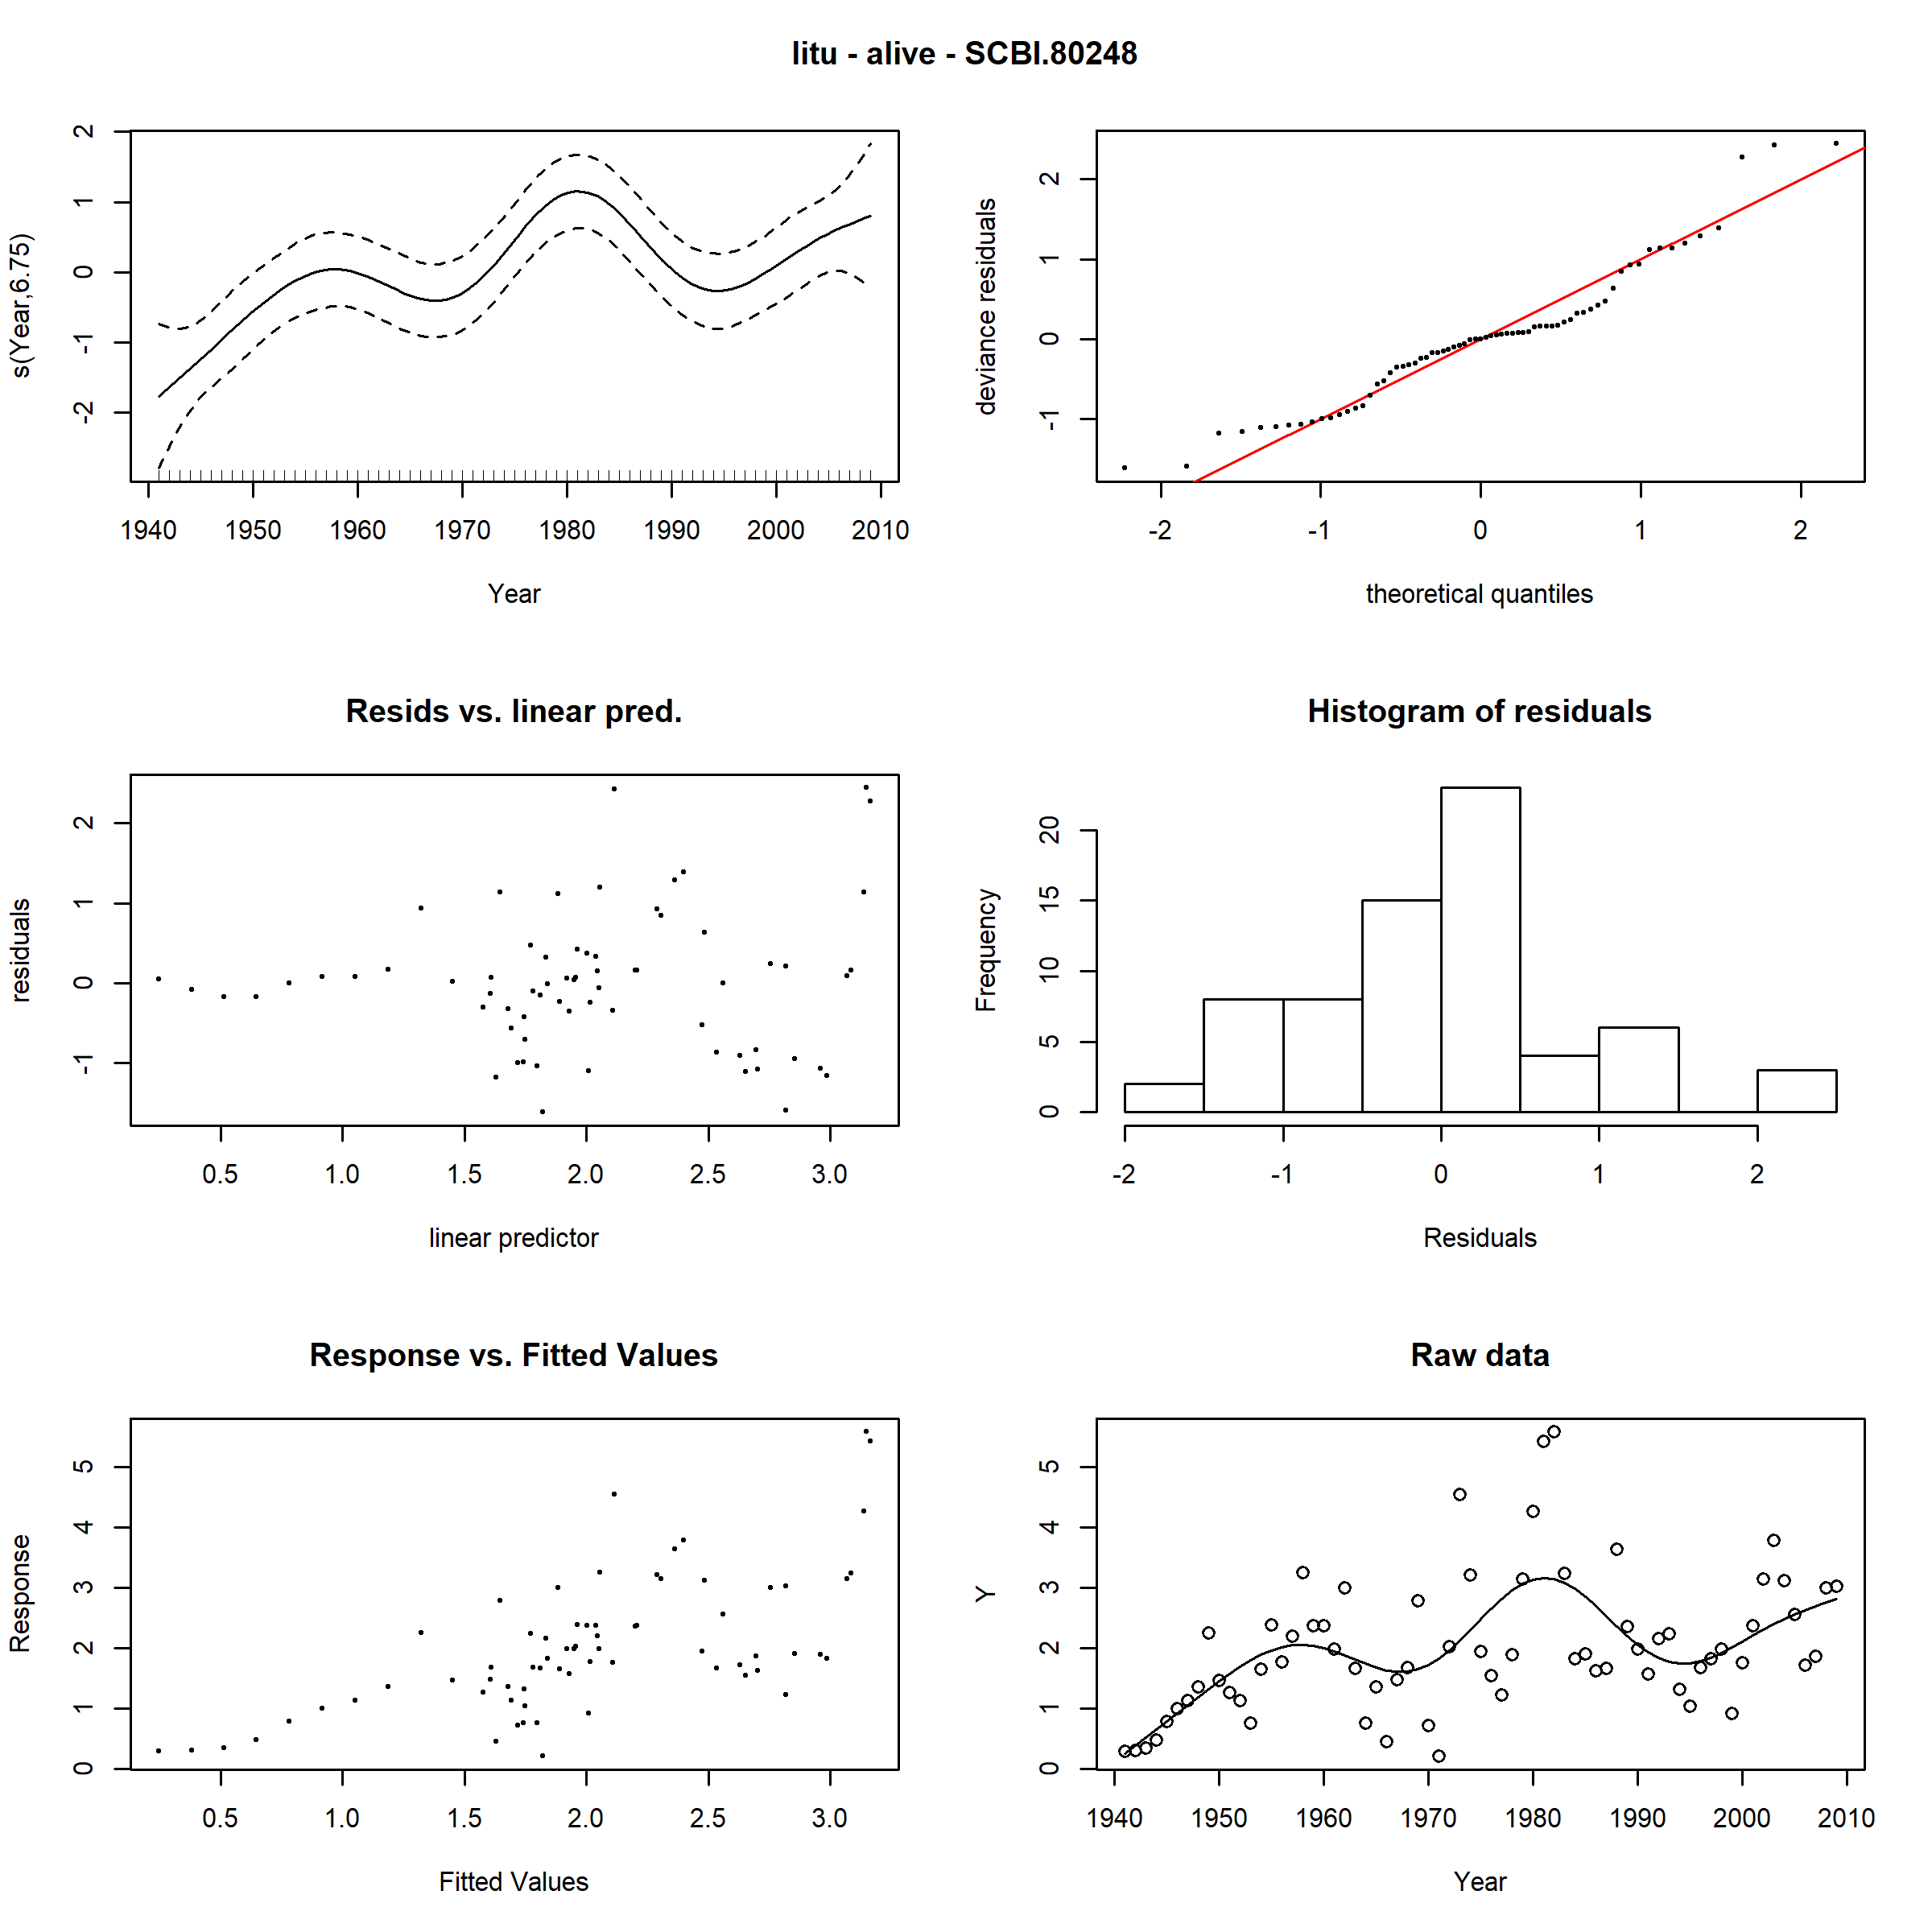 litu - alive - SCBI.80248
s(Year,6.75)
2
1
0
-1
-2
1940 1950 1960 1970 1980 1990 2000 2010
Year
deviance residuals
2
1
0
-1
-2 -1 0 1 2
theoretical quantiles
Resids vs. linear pred.
residuals
2
1
0
-1
0.5 1.0 1.5 2.0 2.5 3.0
linear predictor
Histogram of residuals
Frequency
20
15
10
5
0
-2 -1 0 1 2
Residuals
Response vs. Fitted Values
Response
5
4
3
2
1
0
0.5 1.0 1.5 2.0 2.5 3.0
Fitted Values
Raw data
Y
5
4
3
2
1
0
1940 1950 1960 1970 1980 1990 2000 2010
Year